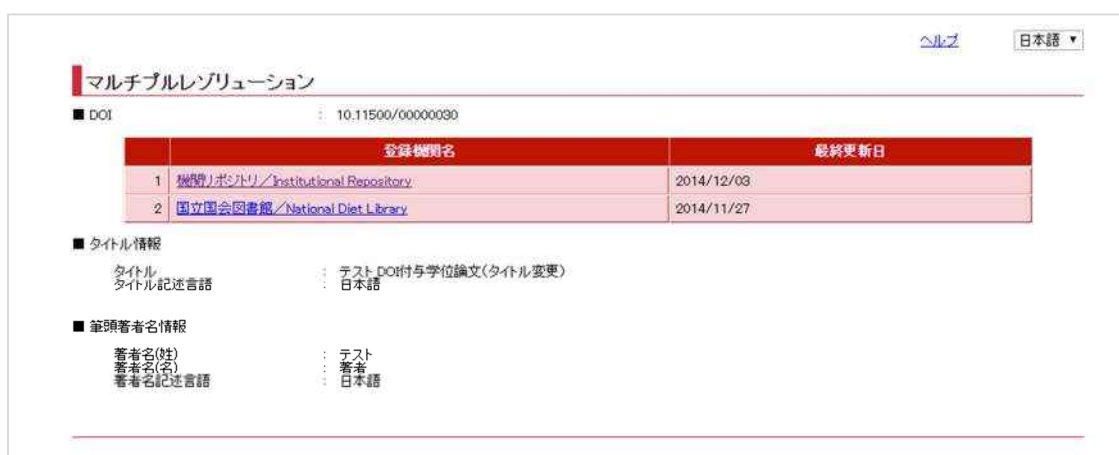 ヘルプ 日本語 ▼
マルチプルレゾリューション
■ DOI : 10.11500/00000030
登録機関名 最終更新日
1 機関リポジトリ／Institutional Repository 2014/12/03
2 国立国会図書館／National Diet Library 2014/11/27
■ タイトル情報
タイトル : テスト DOI付与学位論文(タイトル変更)
タイトル記述言語 : 日本語
■ 筆頭著者名情報
著者名(姓) : テスト
著者名(名) : 著者
著者名記述言語 : 日本語